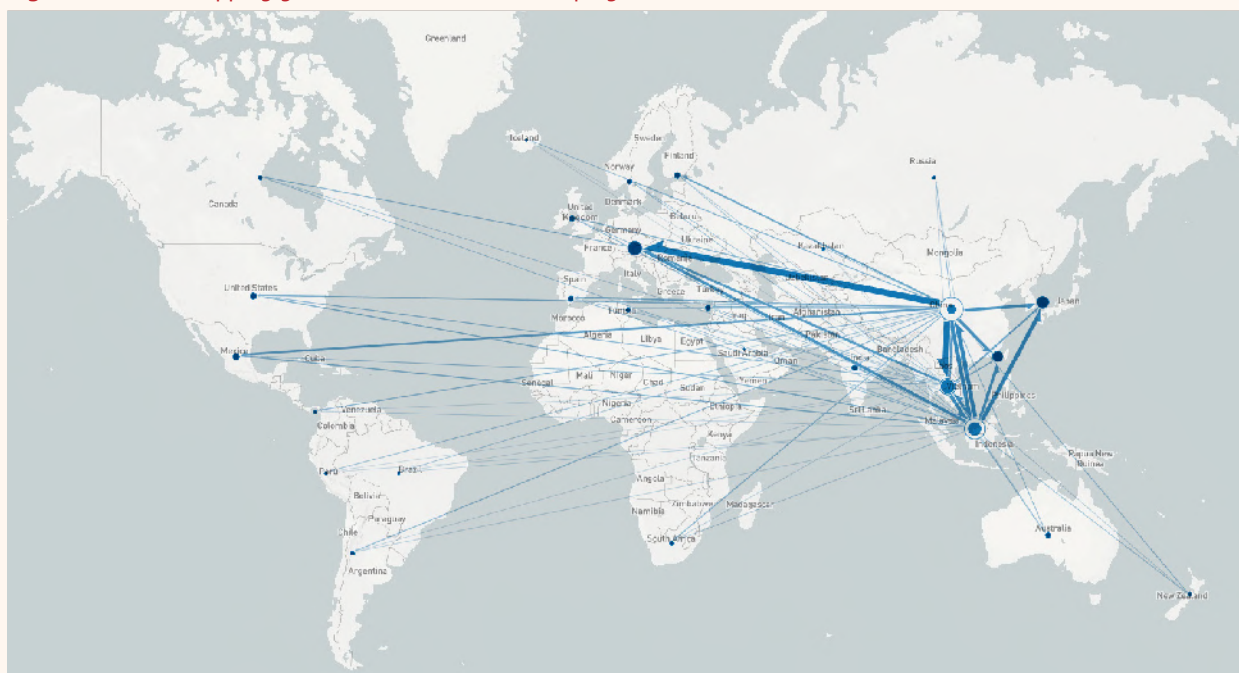 Greenland
Iceland
Sweden
Finland
Norway
Russia
Canada
United
Kingdom
Denmark
Belarus
Germany
Ukraine
France
Romania
Mongolia
Italy
Spain
Greece
Turkey
United States
Japan
Morocco
Tunisia
Iraq
Iran
Afghanistan
Algeria
Libya
Egypt
Pakistan
Mexico
Cuba
Saudi Arabia
Bangladesh
Oman
India
Mali
Niger
Chad
Sudan
Yemen
Senegal
Venezuela
Nigeria
Ethiopia
Sri Lanka
Philippines
Colombia
Cameroon
Malaysia
Kenya
Indonesia
Papua New
Guinea
Peru
Brazil
Tanzania
Angola
Bolivia
Zimbabwe
Madagascar
Namibia
Paraguay
Chile
South Africa
Australia
Argentina
New Zealand